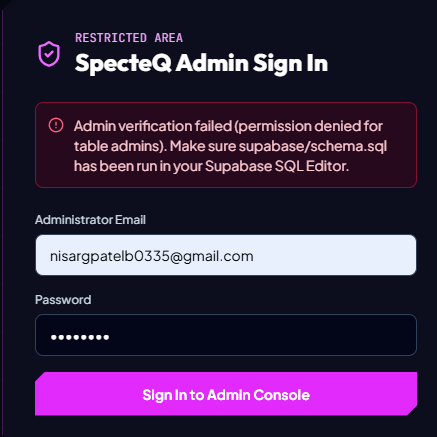 RESTRICTED AREA
SpecteQ Admin Sign In
Admin verification failed (permission denied for
table admins). Make sure supabase/schema.sql
has been run in your Supabase SQL Editor.
Administrator Email
nisargpatelb0335@gmail.com
Password
••••••••
Sign In to Admin Console